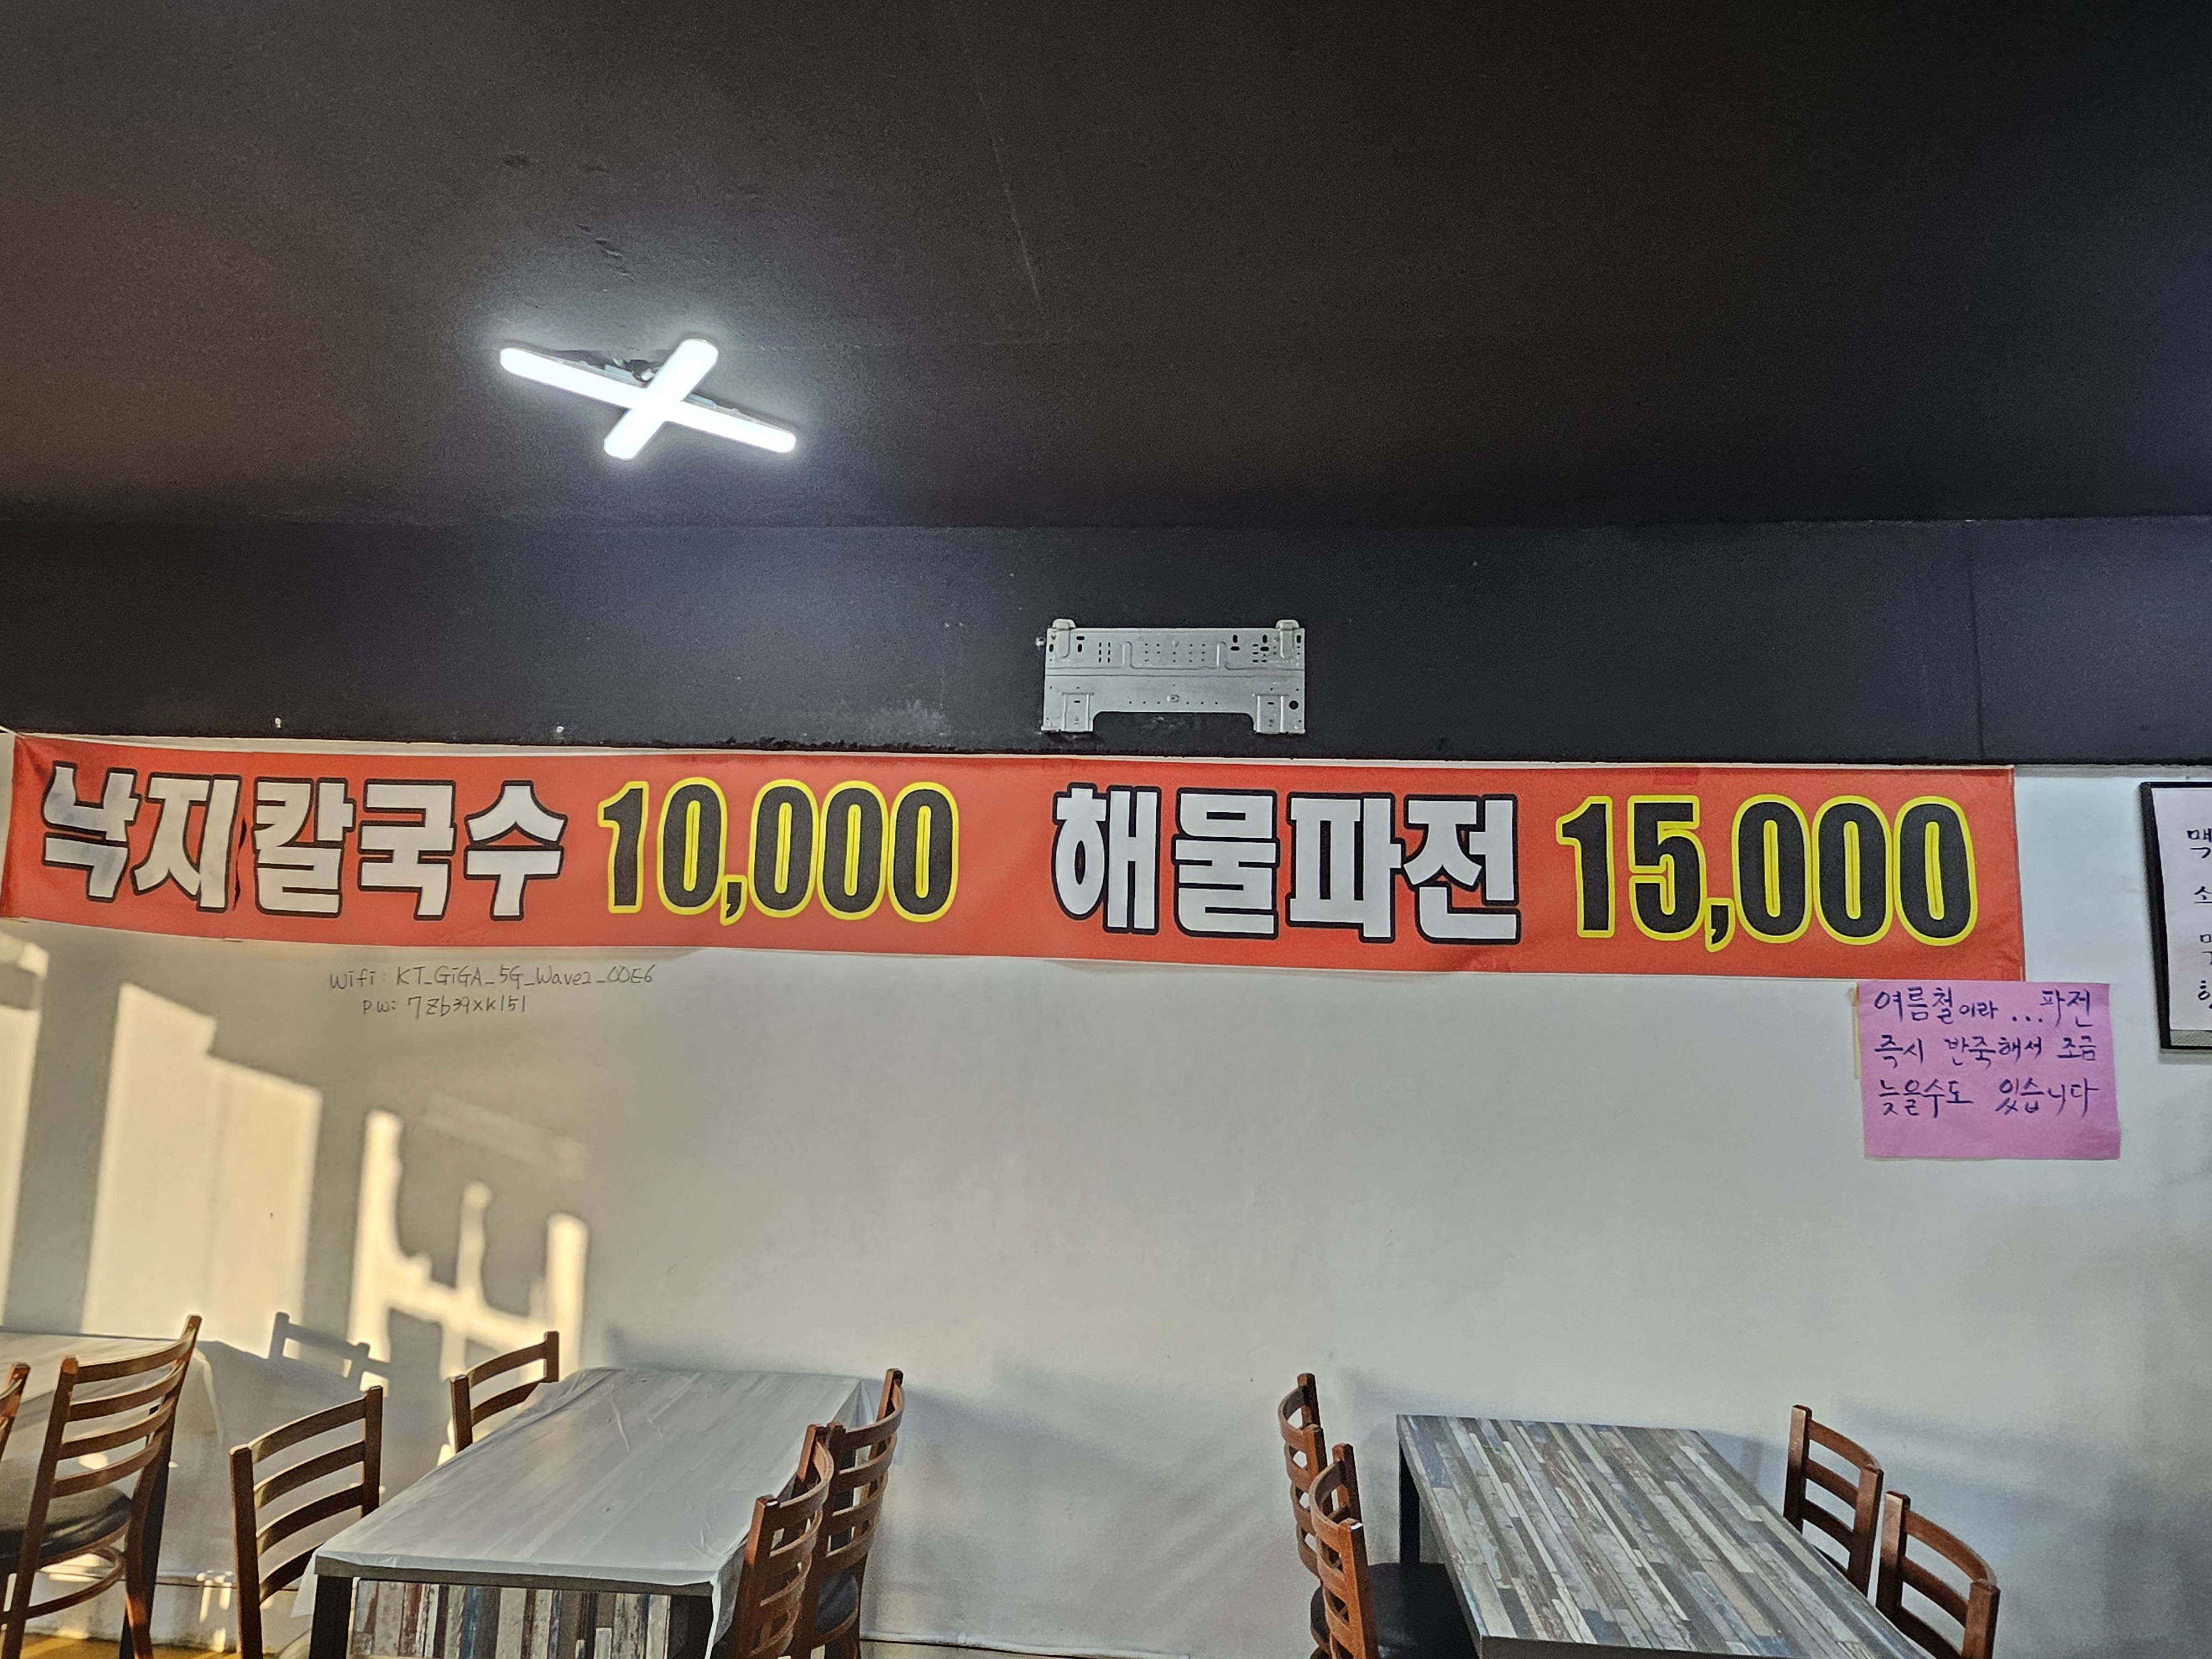 낙지칼국수 10,000 해물파전 15,000
Wifi: KT_GiGA_5G_Wave2_00E6
PW: 7Zb39xk151
여름철이라...파전
즉시 반죽해서 조금
늦을수도 있습니다
맥